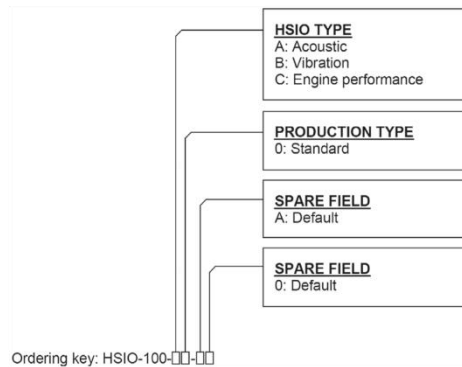 HSIO TYPE
A: Acoustic
B: Vibration
C: Engine performance
PRODUCTION TYPE
0: Standard
SPARE FIELD
A: Default
SPARE FIELD
0: Default
Ordering key: HSIO-100-□□-□□